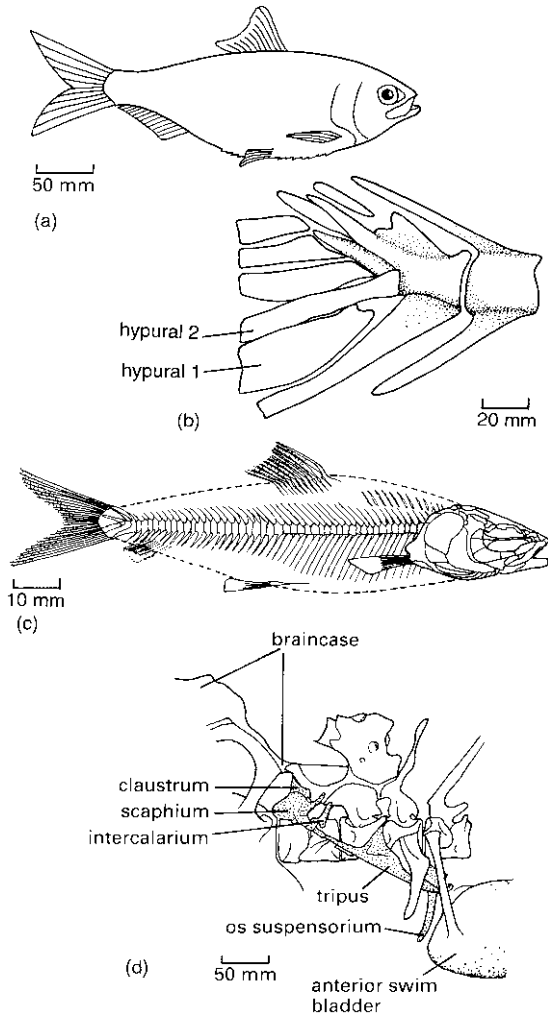 50 mm
(a)
hypural 2
hypural 1
(b)
20 mm
10 mm
(c)
braincase
claustrum
scaphium
intercalarium
tripus
os suspensorium
(d)
50 mm
anterior swim
bladder